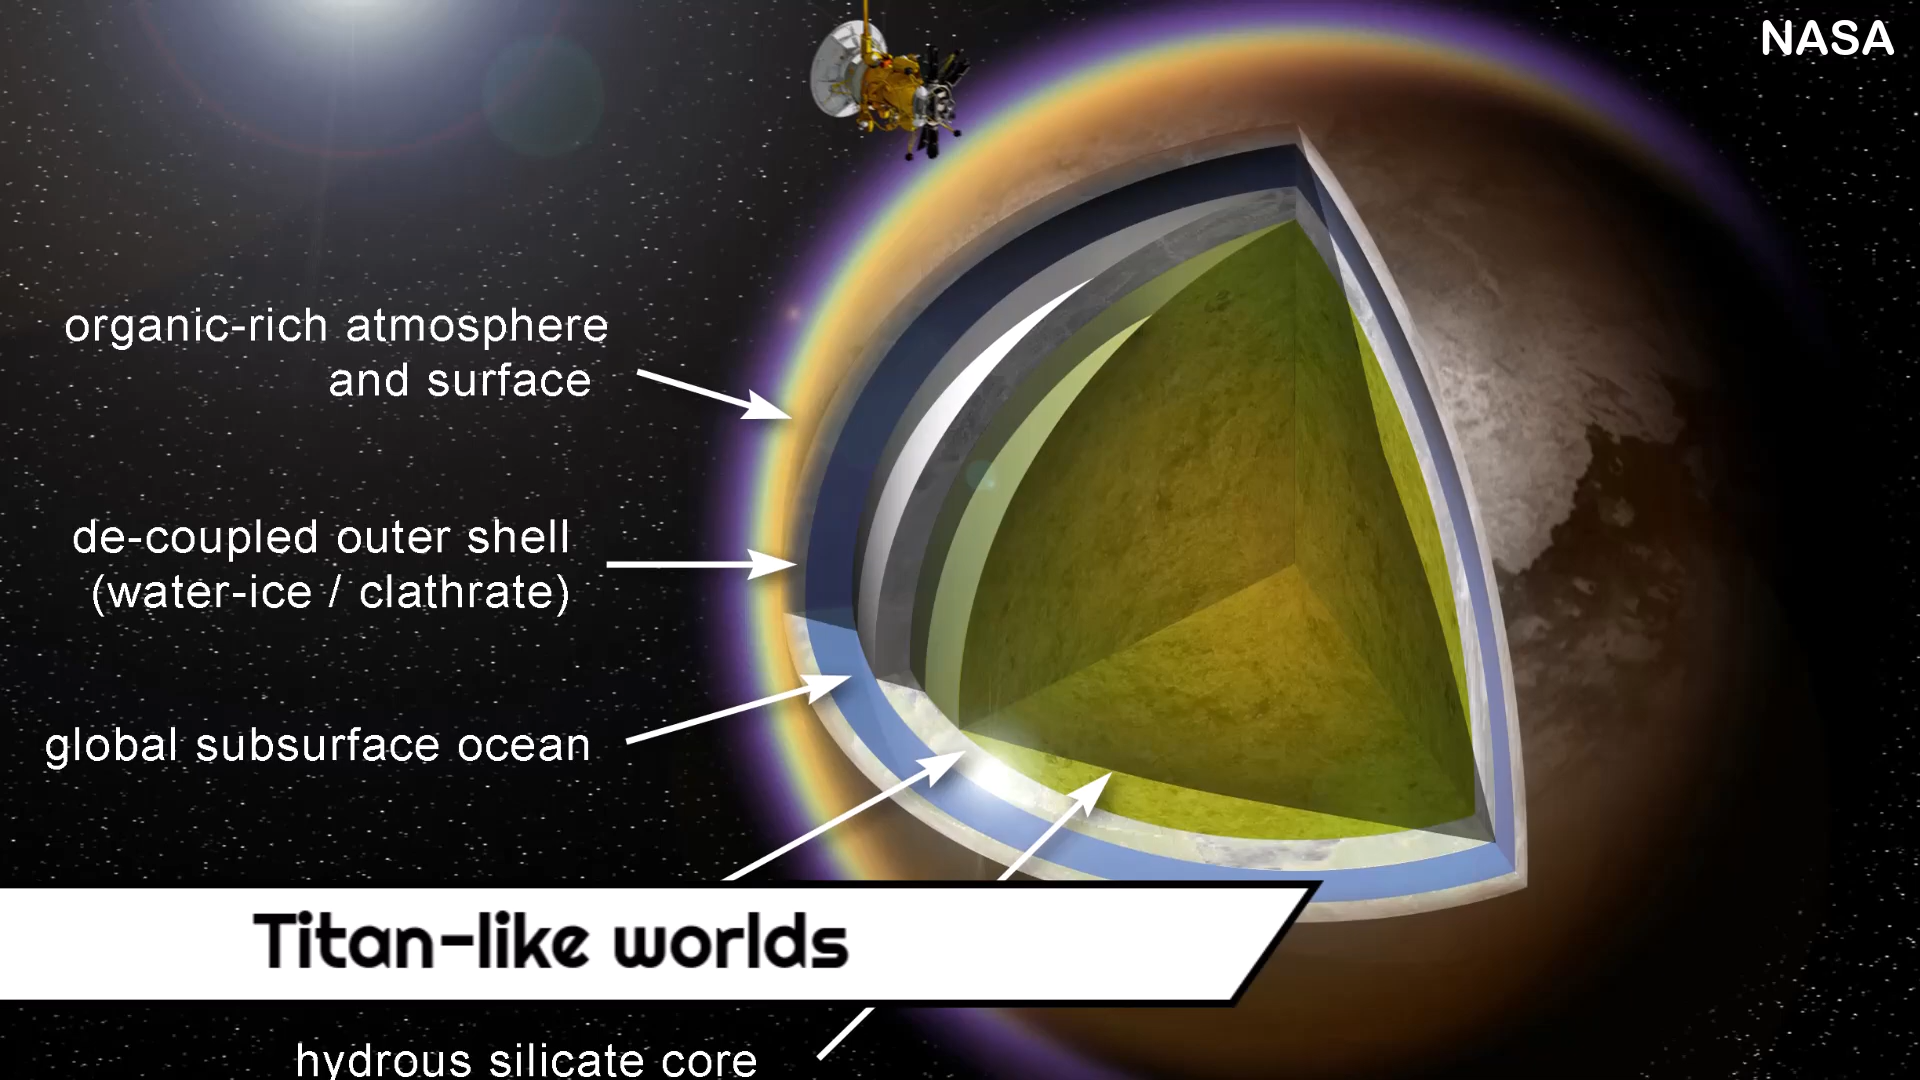 NASA
organic-rich atmosphere
and surface
de-coupled outer shell
(water-ice / clathrate)
global subsurface ocean
Titan-like worlds
hydrous silicate core